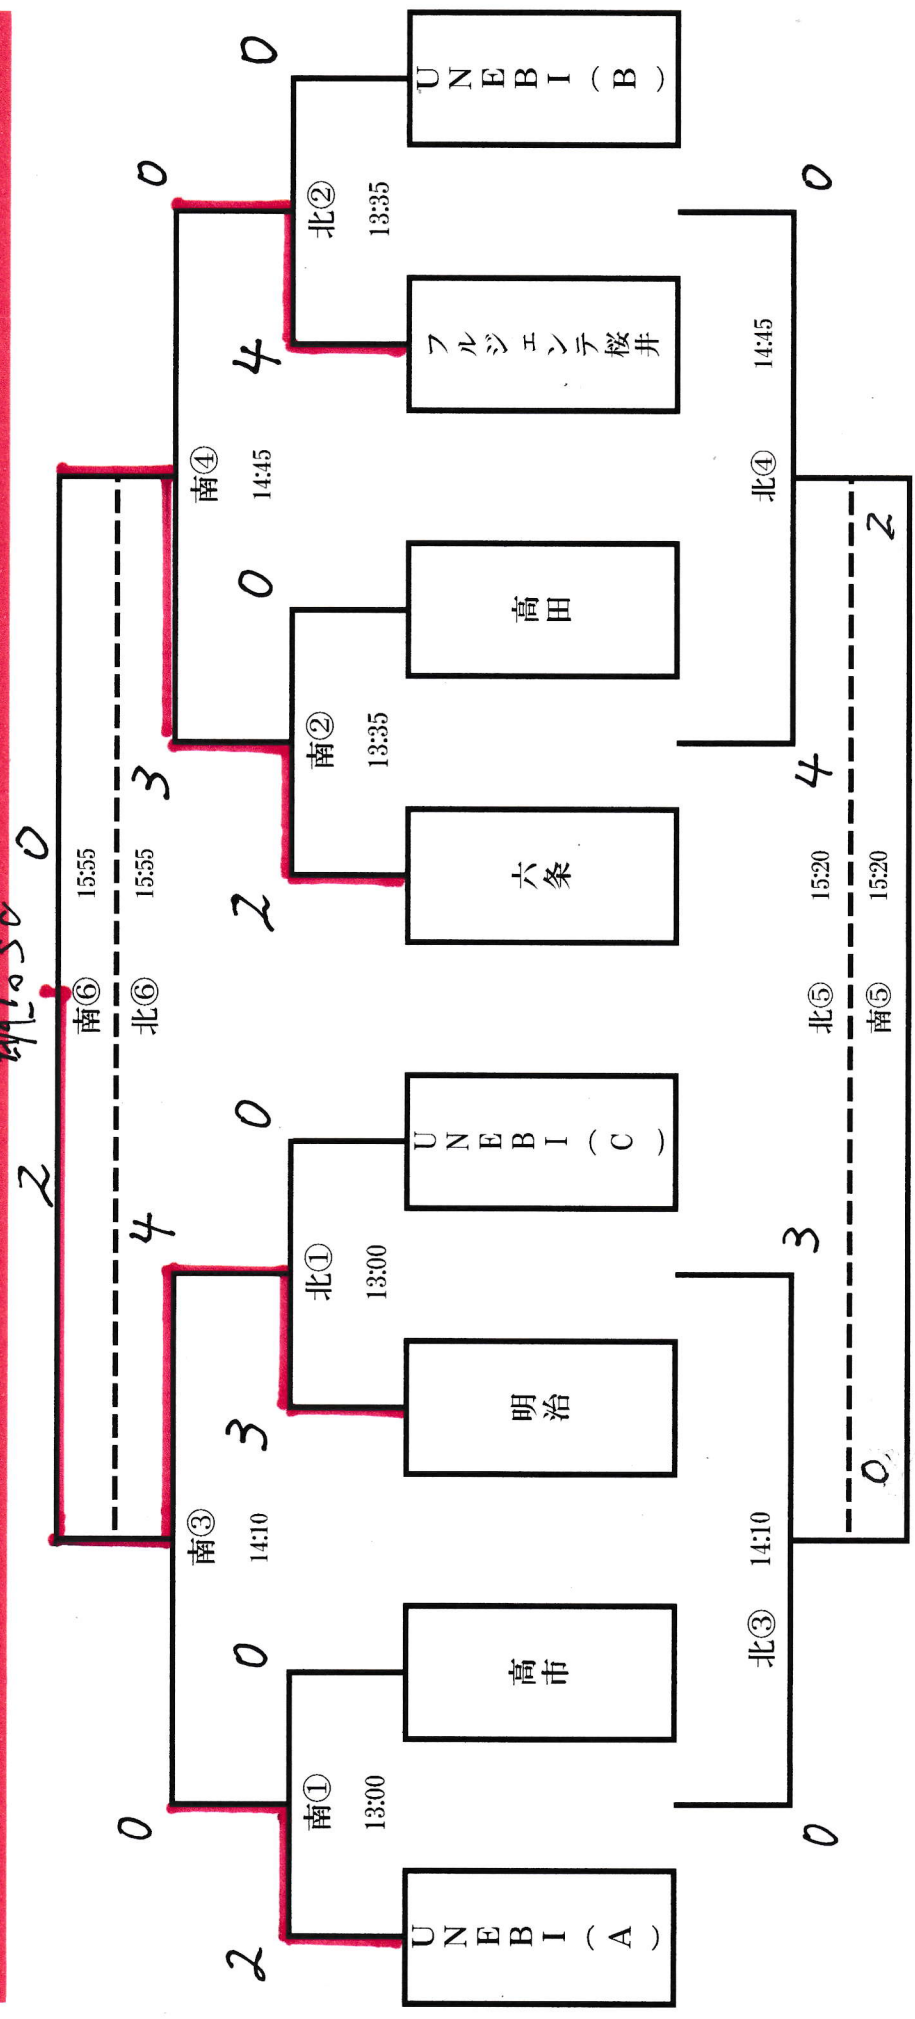 2 0
南⑥ 15:55
北⑥ 15:55
0 4 3 0
南③ 14:10
南④ 14:45
2 0 3 0 2 0 4 0
南① 13:00
北① 13:00
南② 13:35
北② 13:35
UNEBI(A)
高市
明治
UNEBI(C)
六条
高田
フルジェンテ桜井
UNEBI(B)
北③ 14:10
北④ 14:45
0 3 4 0
北⑤ 15:20
南⑤ 15:20
0 2